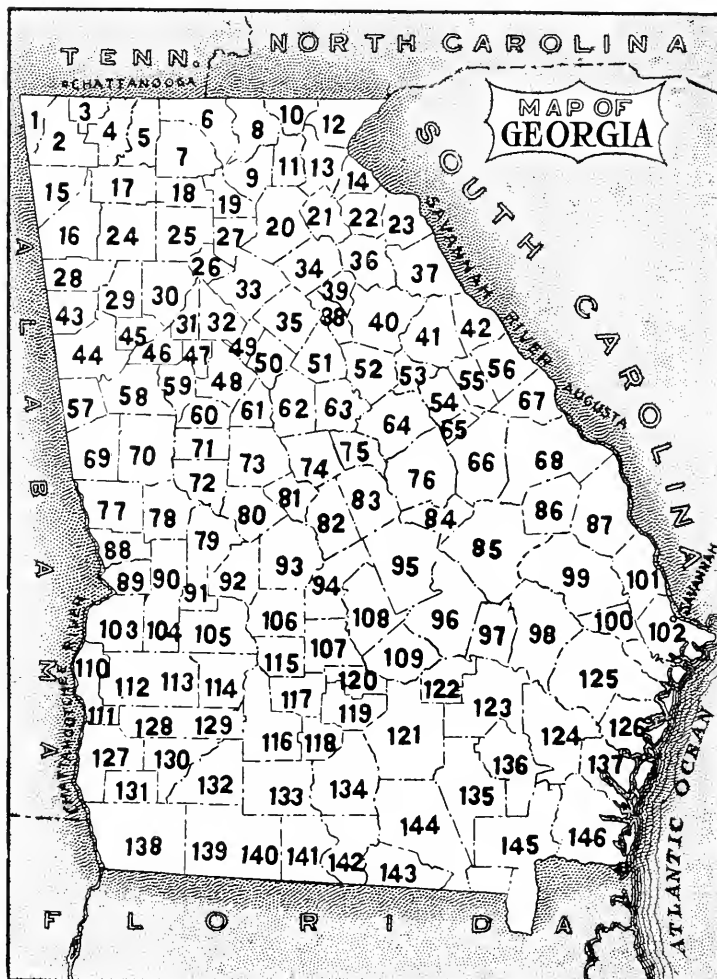 TENN.
NORTH CAROLINA
CHATTANOOGA
MAP OF
GEORGIA
SOUTH CAROLINA
SAVANNAH RIVER
AUGUSTA
SAVANNAH
ALABAMA
CHATTAHOOTCHEE RIVER
ATLANTIC OCEAN
FLORIDA
1 2 3 4 5 6 8 10 12
7 9 11 13 14
15 17 18 19 20 21 22 23
16 24 25 27 26 34 36 37
28 29 30 33 39 38 40
43 45 31 32 35 41 42
44 46 47 49 50 51 52 53 55 56
57 58 59 48 54 67
60 61 62 63 64 65
69 70 71 73 74 75 76 66 68
72 81 83
77 78 79 80 82 84 86 87
88 85
89 90 91 92 93 94 95 99 101
103 104 105 106 108 96 97 98 100 102
110 115 107 109
112 113 114 117 120 122 125
111 119 123
128 129 116 118 121 124 126
127 130 136 137
131 132 133 134 135
144 145 146
138 139 140 141 142 143